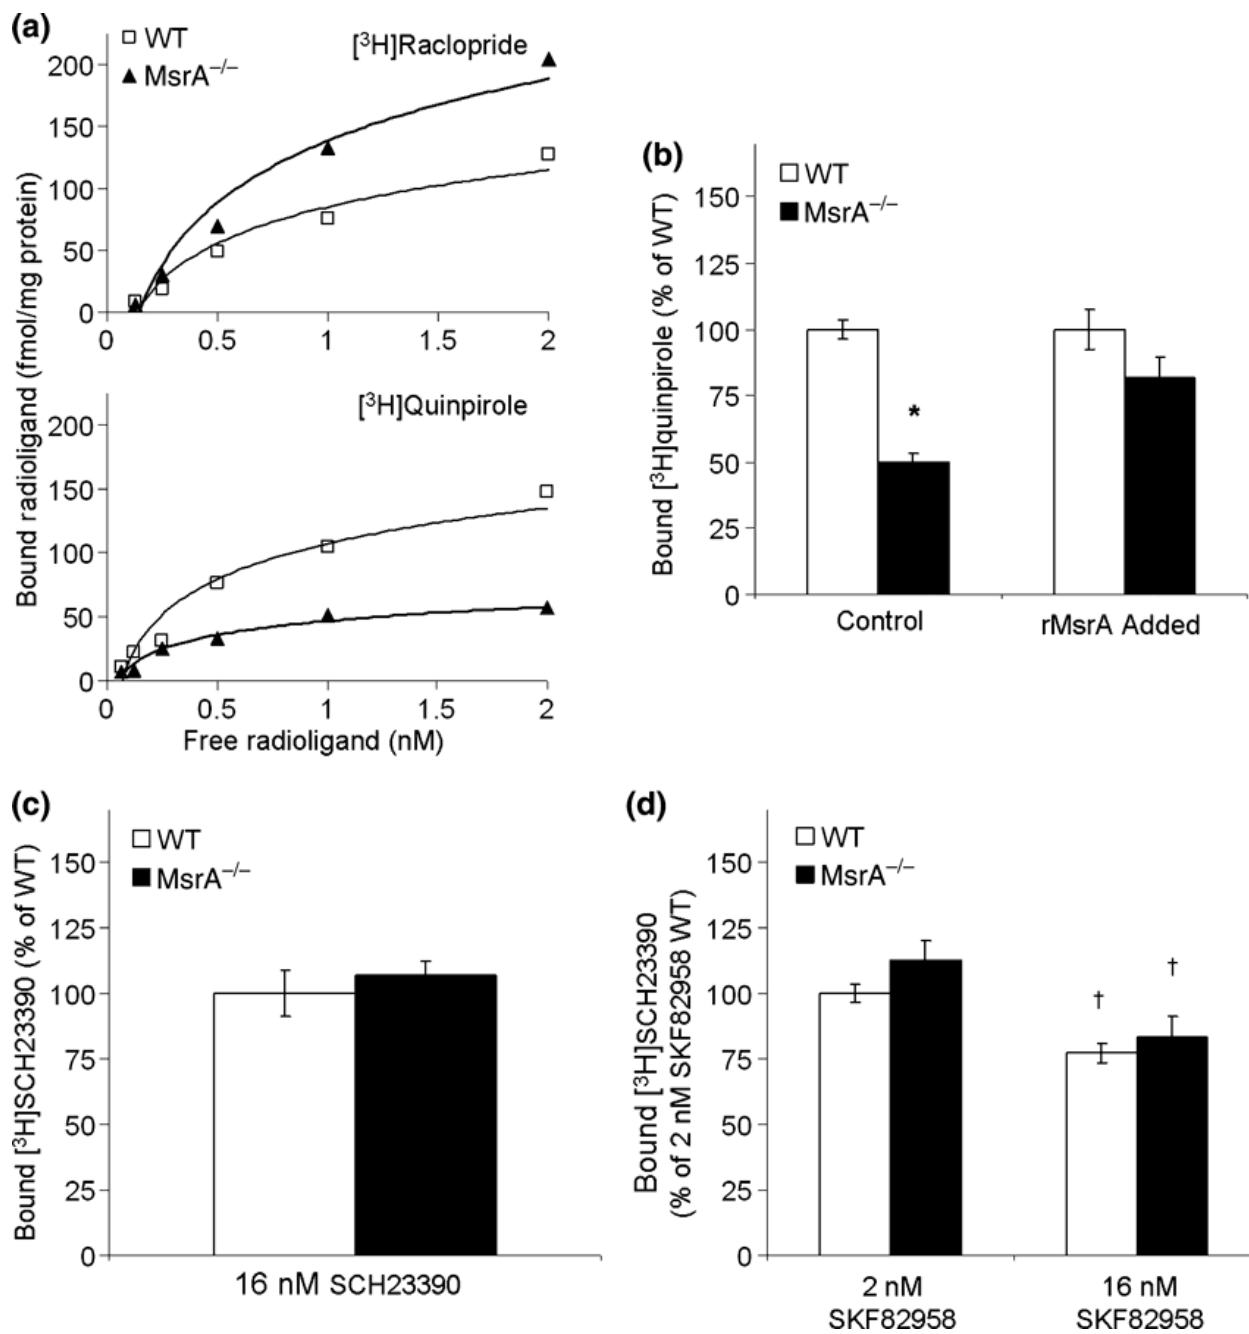 (a)
WT
MsrA⁻/⁻
[³H]Raclopride
200
150
100
50
0
0 0.5 1 1.5 2
[³H]Quinpirole
200
150
100
50
0
0 0.5 1 1.5 2
Bound radioligand (fmol/mg protein)
Free radioligand (nM)
(b)
WT
MsrA⁻/⁻
150
125
100
75
50
25
0
*
Bound [³H]quinpirole (% of WT)
Control rMsrA Added
(c)
WT
MsrA⁻/⁻
150
125
100
75
50
25
0
Bound [³H]SCH23390 (% of WT)
16 nM SCH23390
(d)
WT
MsrA⁻/⁻
150
125
100
75
50
25
0
† †
Bound [³H]SCH23390
(% of 2 nM SKF82958 WT)
2 nM 16 nM
SKF82958 SKF82958